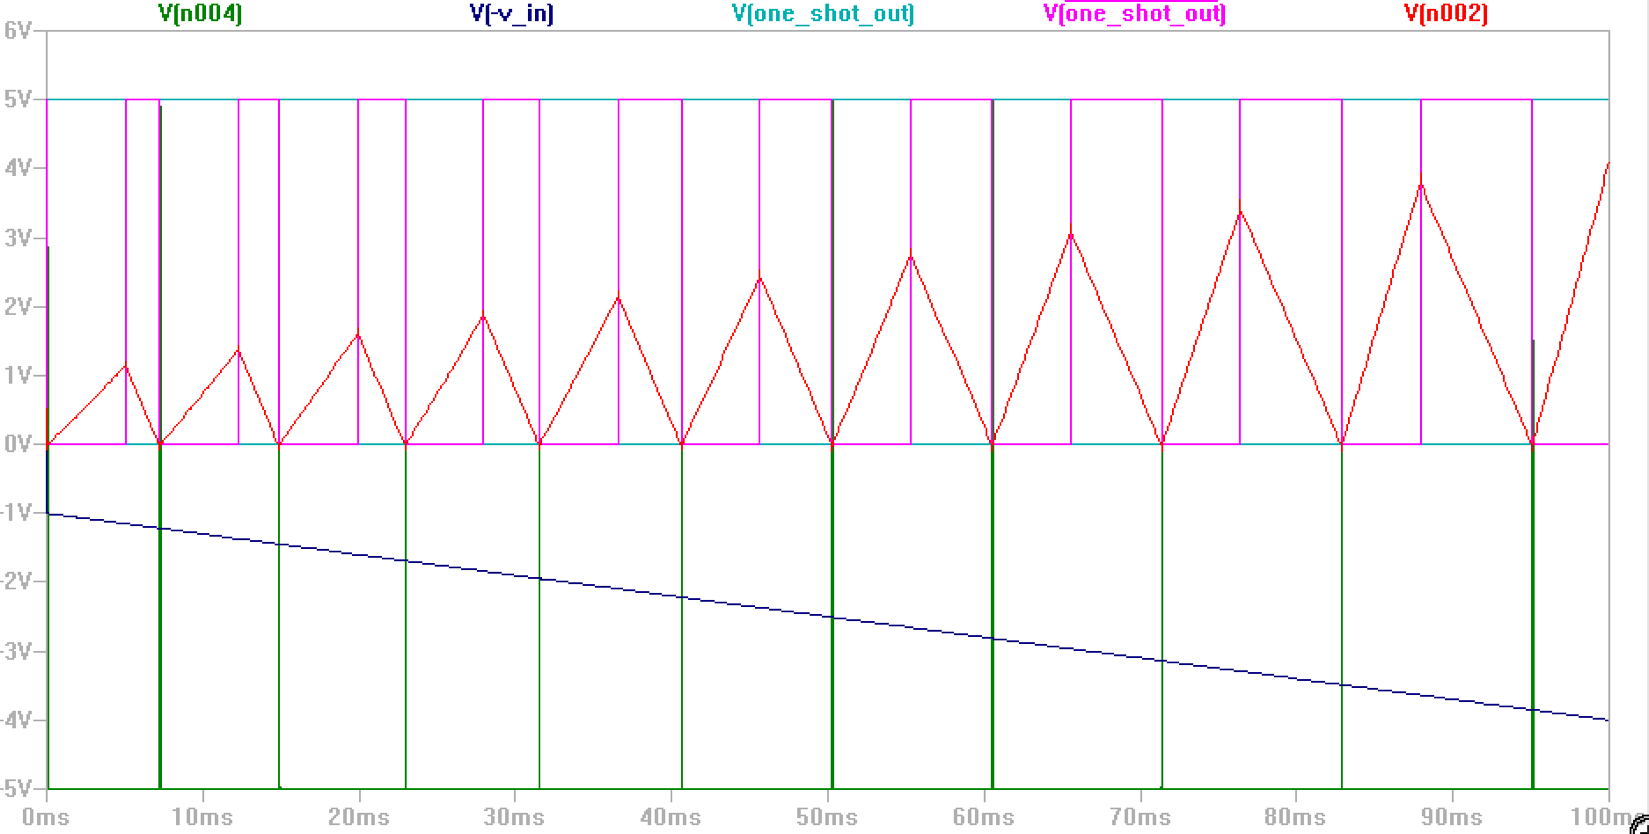 V(n004) V(-v_in) V(one_shot_out) V(one_shot_out) V(n002)
6V
5V
4V
3V
2V
1V
0V
-1V
-2V
-3V
-4V
-5V
0ms 10ms 20ms 30ms 40ms 50ms 60ms 70ms 80ms 90ms